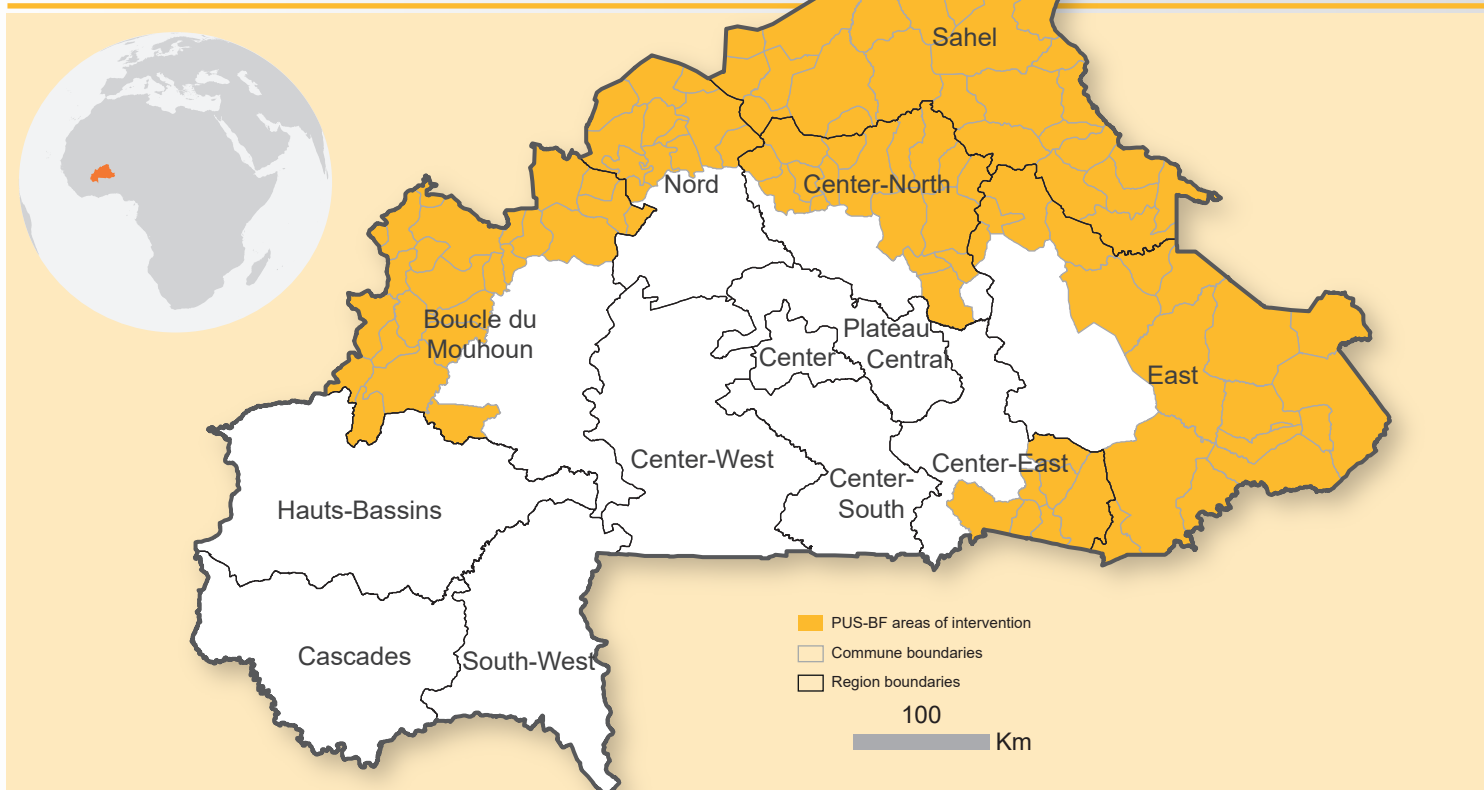 Sahel
Nord
Center-North
Boucle du
Mouhoun
Plateau
Central
Center
East
Center-West
Center-East
Center-
South
Hauts-Bassins
Cascades
South-West
PUS-BF areas of intervention
Commune boundaries
Region boundaries
100
Km